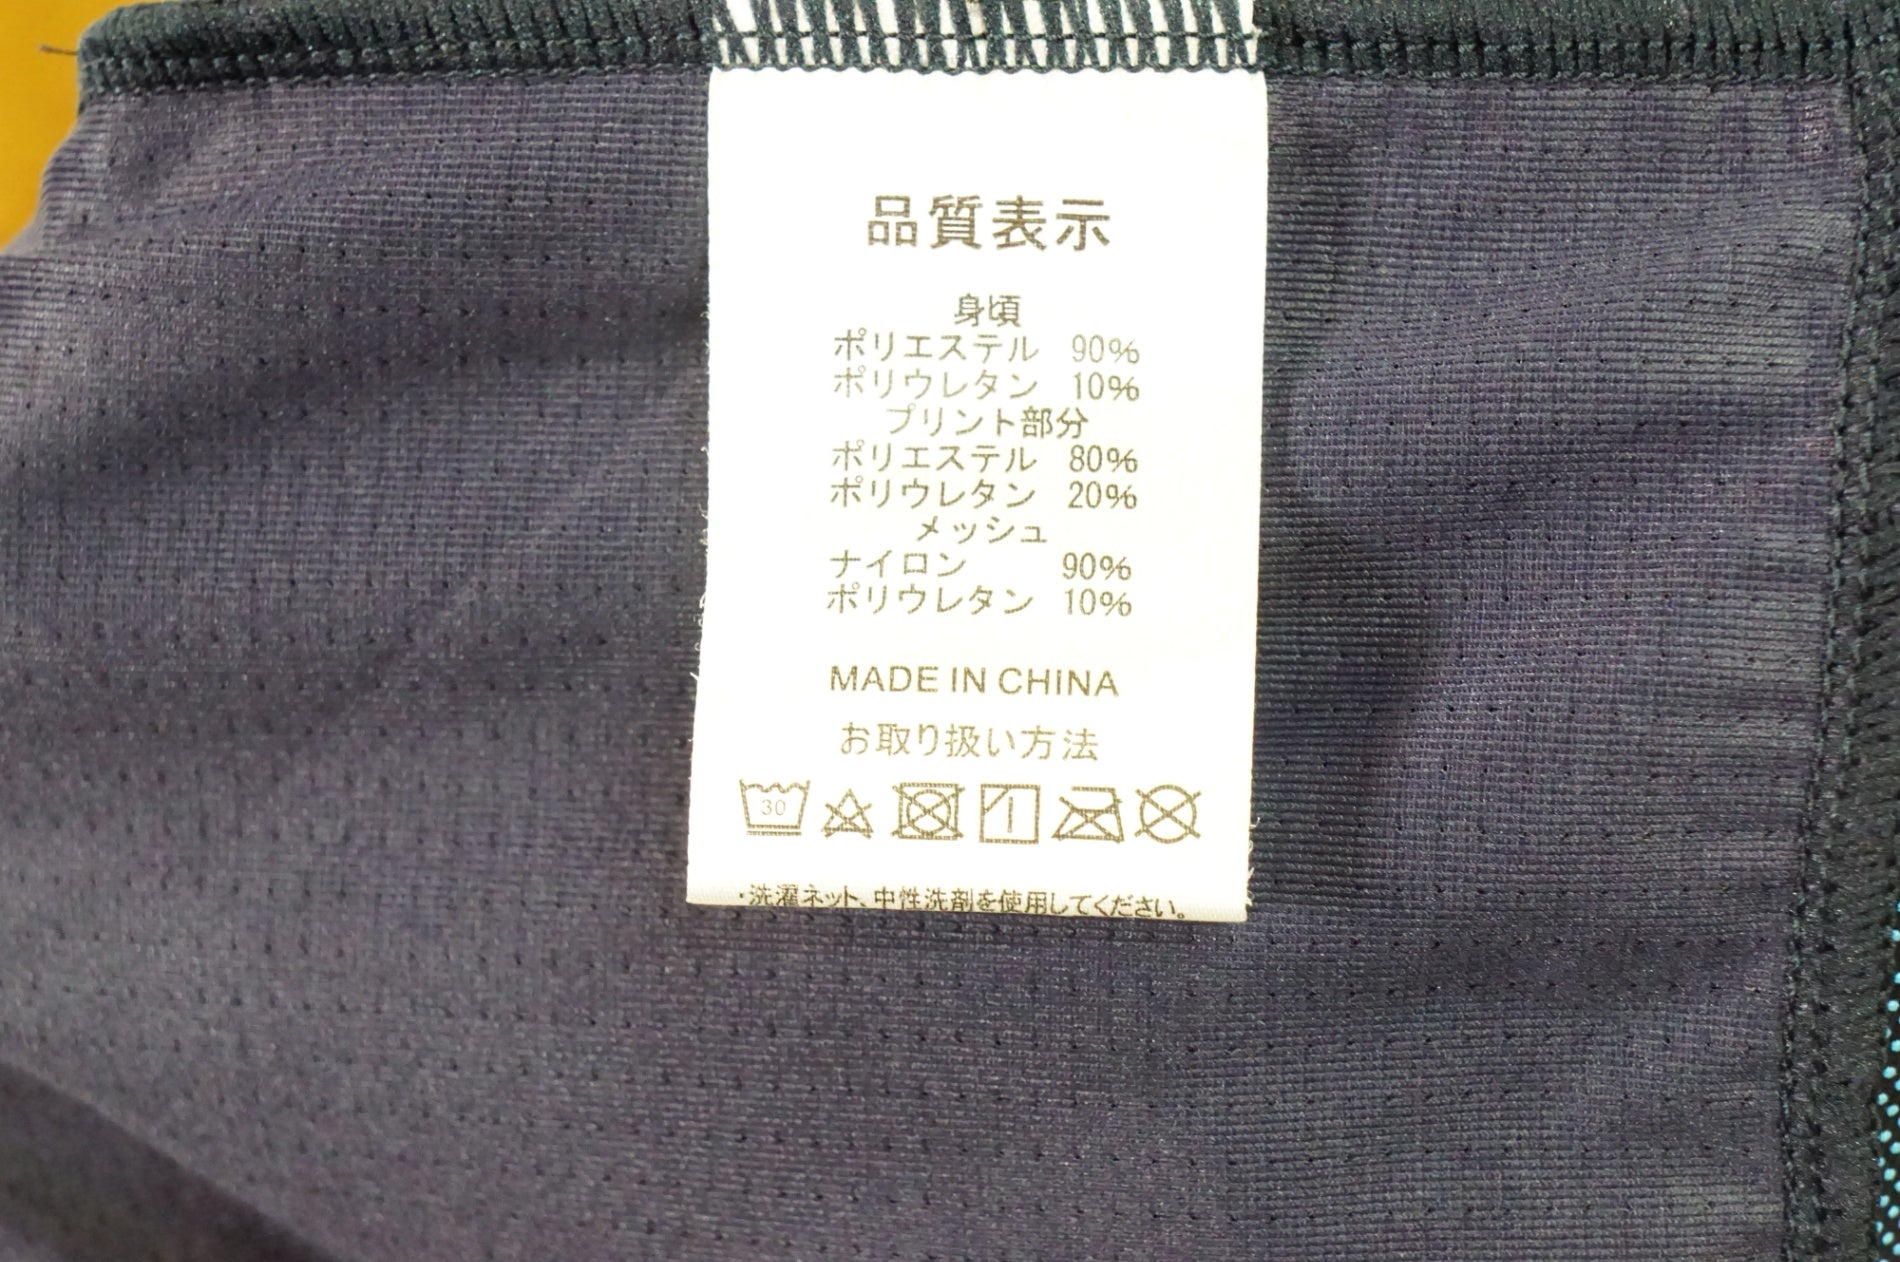 品質表示
身頃
ポリエステル 90%
ポリウレタン 10%
プリント部分
ポリエステル 80%
ポリウレタン 20%
メッシュ
ナイロン 90%
ポリウレタン 10%
MADE IN CHINA
お取り扱い方法
30
・洗濯ネット、中性洗剤を使用してください。